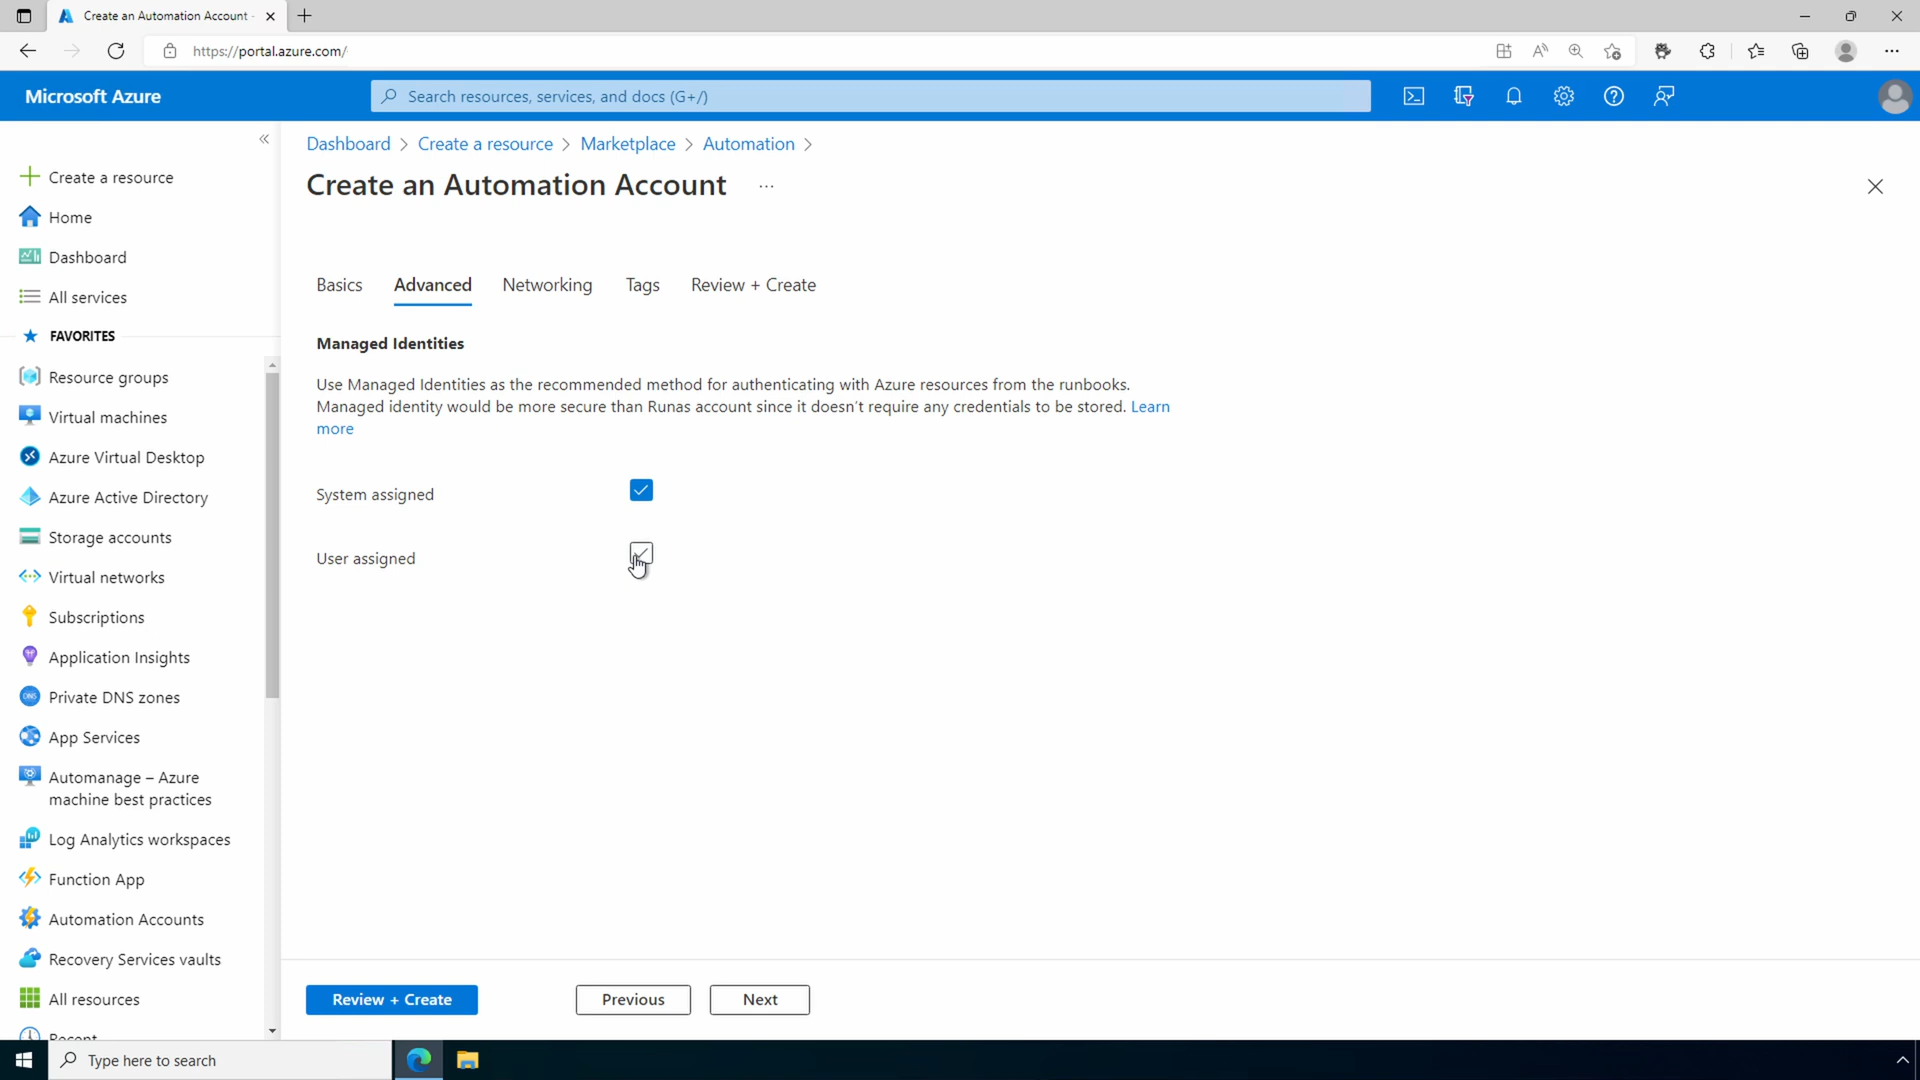 Create an Automation Account -
https://portal.azure.com/
Microsoft Azure
Search resources, services, and docs (G+/)
Dashboard > Create a resource > Marketplace > Automation >
Create an Automation Account ...
Create a resource
Home
Dashboard
All services
FAVORITES
Resource groups
Virtual machines
Azure Virtual Desktop
Azure Active Directory
Storage accounts
Virtual networks
Subscriptions
Application Insights
Private DNS zones
App Services
Automanage – Azure
machine best practices
Log Analytics workspaces
Function App
Automation Accounts
Recovery Services vaults
All resources
Recent
Basics Advanced Networking Tags Review + Create
Managed Identities
Use Managed Identities as the recommended method for authenticating with Azure resources from the runbooks.
Managed identity would be more secure than Runas account since it doesn't require any credentials to be stored. Learn
more
System assigned
User assigned
Review + Create Previous Next
Type here to search